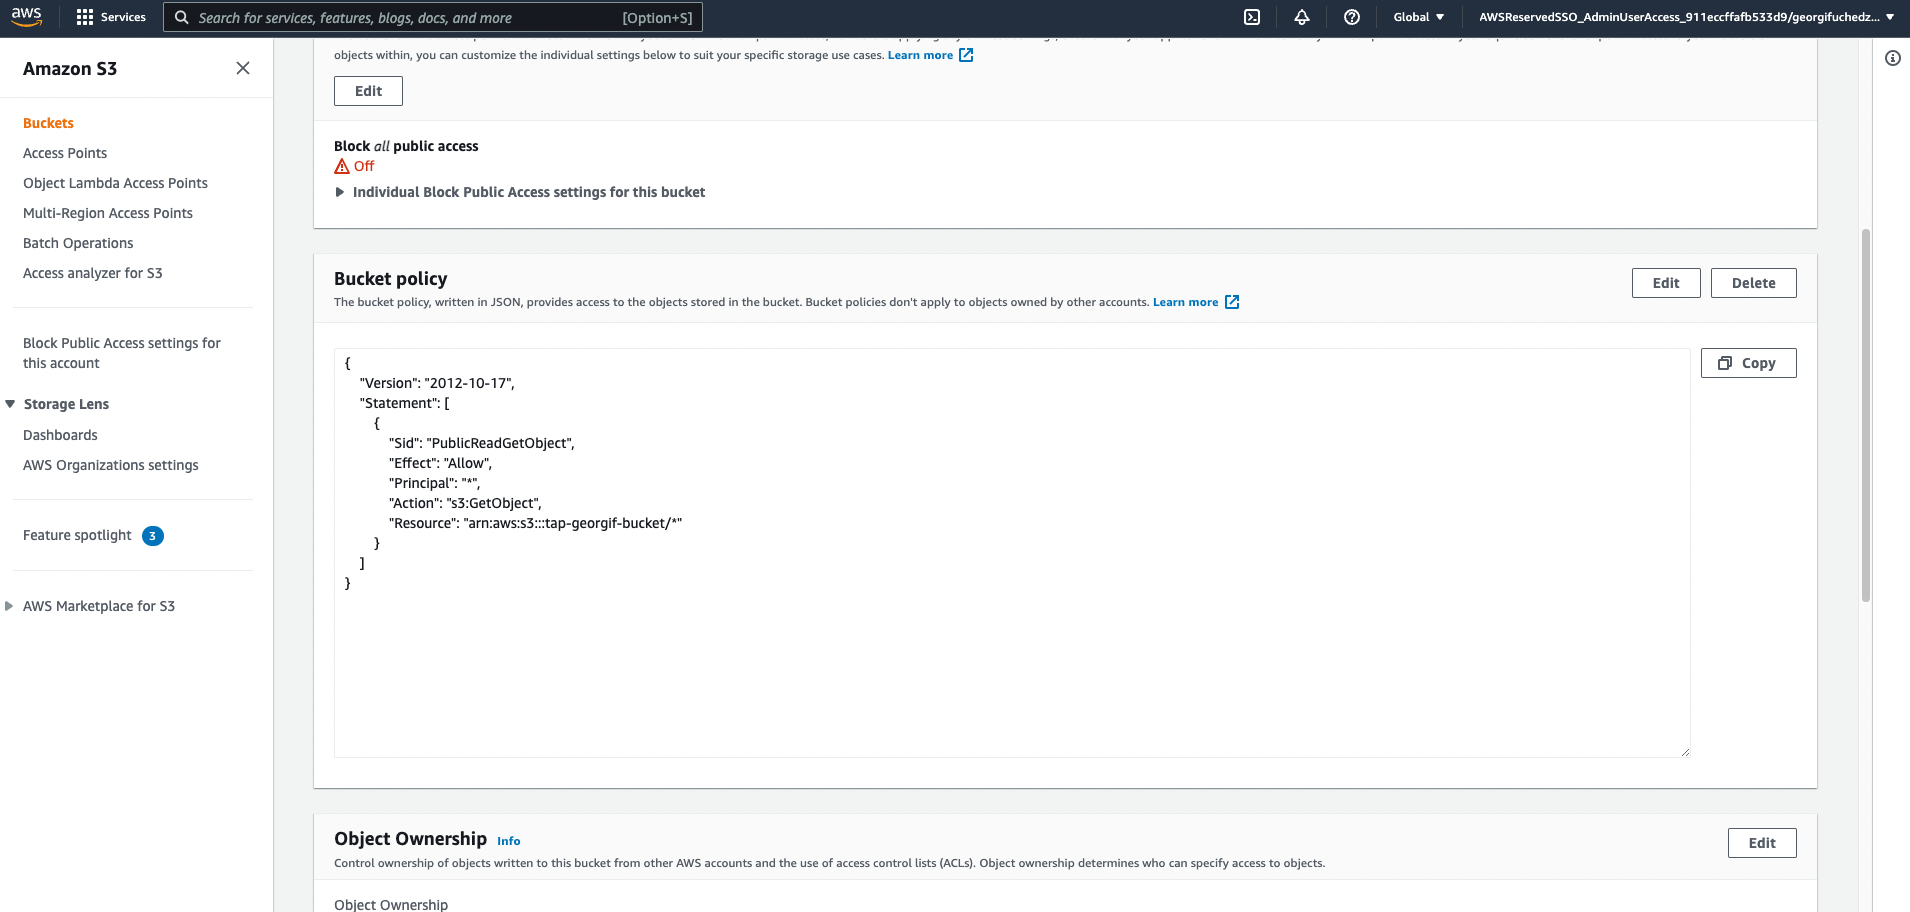 aws
Services
Search for services, features, blogs, docs, and more
[Option+S]
Global
AWSReservedSSO_AdminUserAccess_911eccffafb533d9/georgifuchedz...
Amazon S3
Buckets
Access Points
Object Lambda Access Points
Multi-Region Access Points
Batch Operations
Access analyzer for S3
Block Public Access settings for
this account
Storage Lens
Dashboards
AWS Organizations settings
Feature spotlight 3
AWS Marketplace for S3
objects within, you can customize the individual settings below to suit your specific storage use cases. Learn more
Edit
Block all public access
Off
Individual Block Public Access settings for this bucket
Bucket policy
The bucket policy, written in JSON, provides access to the objects stored in the bucket. Bucket policies don't apply to objects owned by other accounts. Learn more
Edit
Delete
Copy
{
"Version": "2012-10-17",
"Statement": [
{
"Sid": "PublicReadGetObject",
"Effect": "Allow",
"Principal": "*",
"Action": "s3:GetObject",
"Resource": "arn:aws:s3:::tap-georgif-bucket/*"
}
]
}
Object Ownership Info
Control ownership of objects written to this bucket from other AWS accounts and the use of access control lists (ACLs). Object ownership determines who can specify access to objects.
Edit
Object Ownership